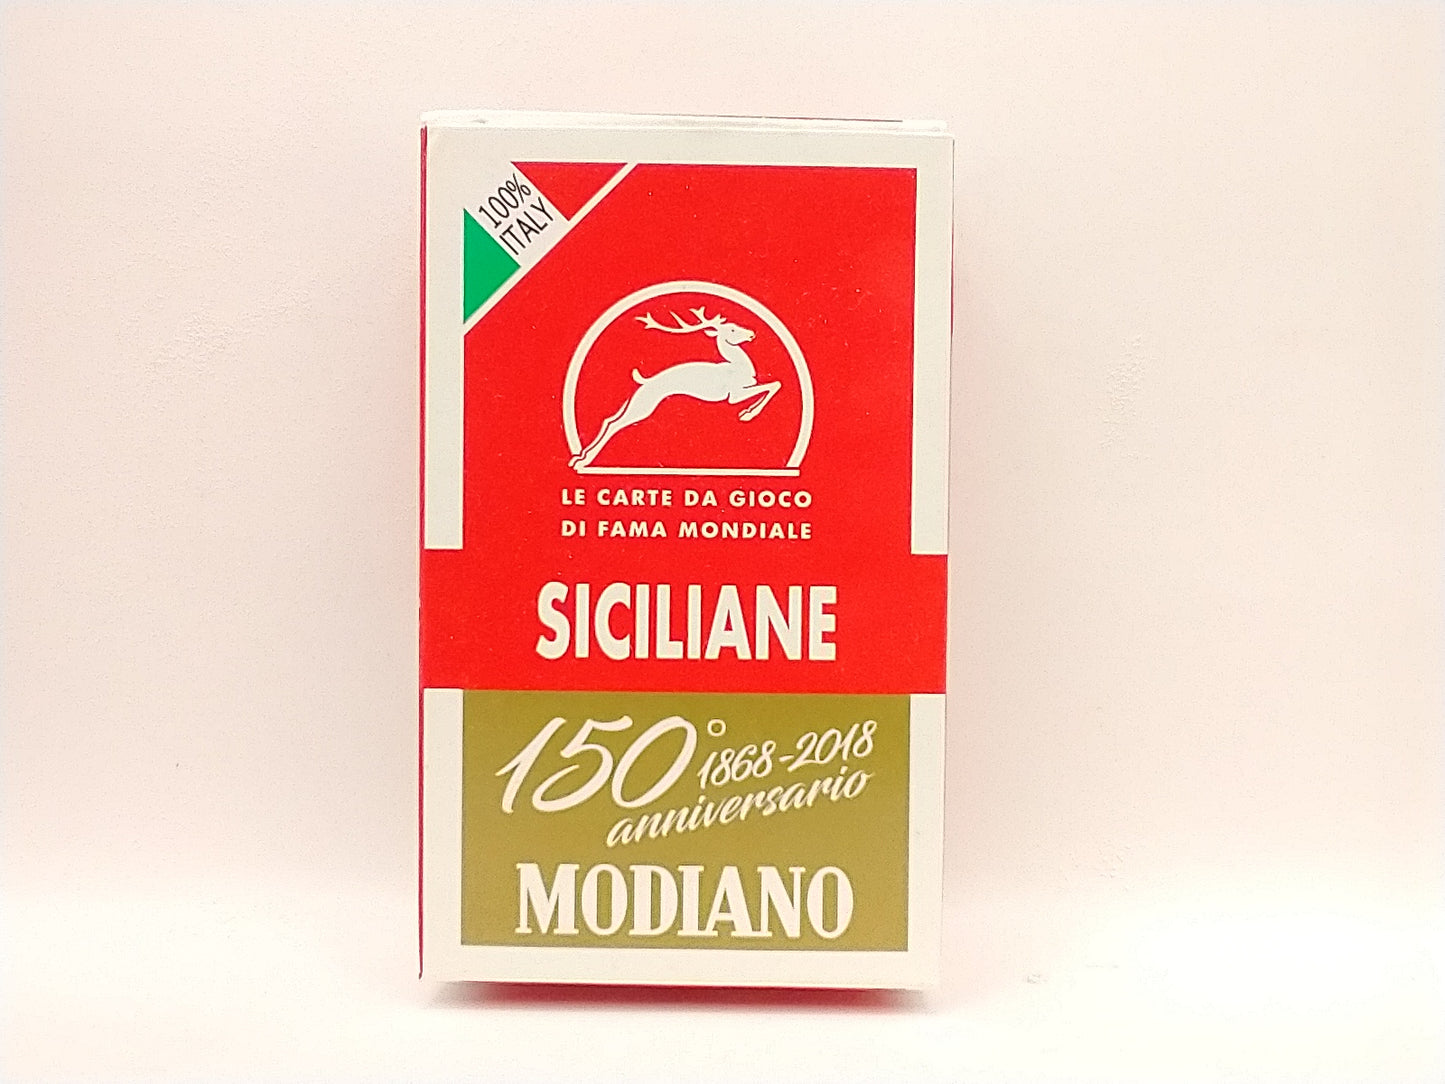 100%
ITALY
LE CARTE DA GIOCO
DI FAMA MONDIALE
SICILIANE
150° 1868-2018
anniversario
MODIANO